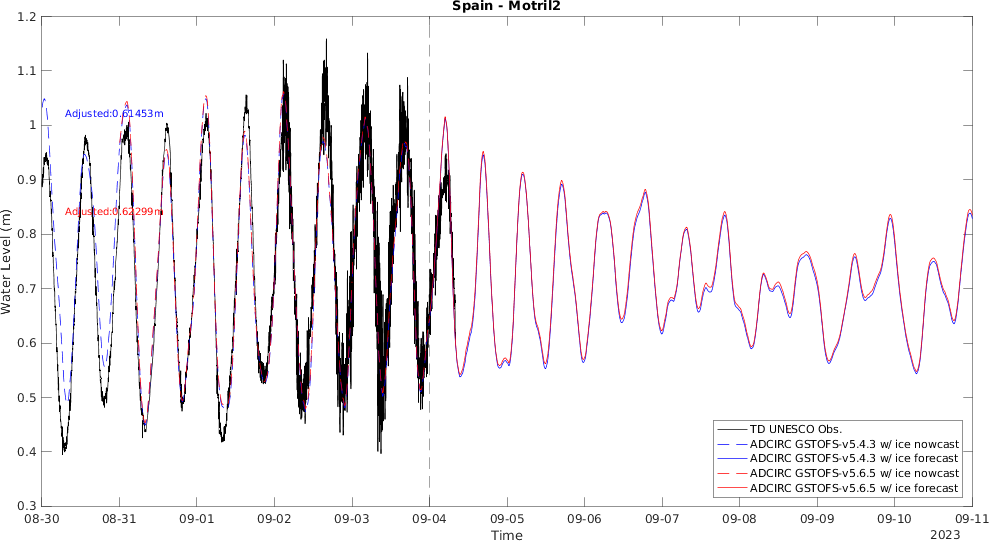 Spain - Motril2
1.2
1.1
1
0.9
0.8
0.7
0.6
0.5
0.4
0.3
Water Level (m)
Adjusted:0.61453m
Adjusted:0.62299m
TD UNESCO Obs.
ADCIRC GSTOFS-v5.4.3 w/ ice nowcast
ADCIRC GSTOFS-v5.4.3 w/ ice forecast
ADCIRC GSTOFS-v5.6.5 w/ ice nowcast
ADCIRC GSTOFS-v5.6.5 w/ ice forecast
08-30 08-31 09-01 09-02 09-03 09-04 09-05 09-06 09-07 09-08 09-09 09-10 09-11
Time
2023